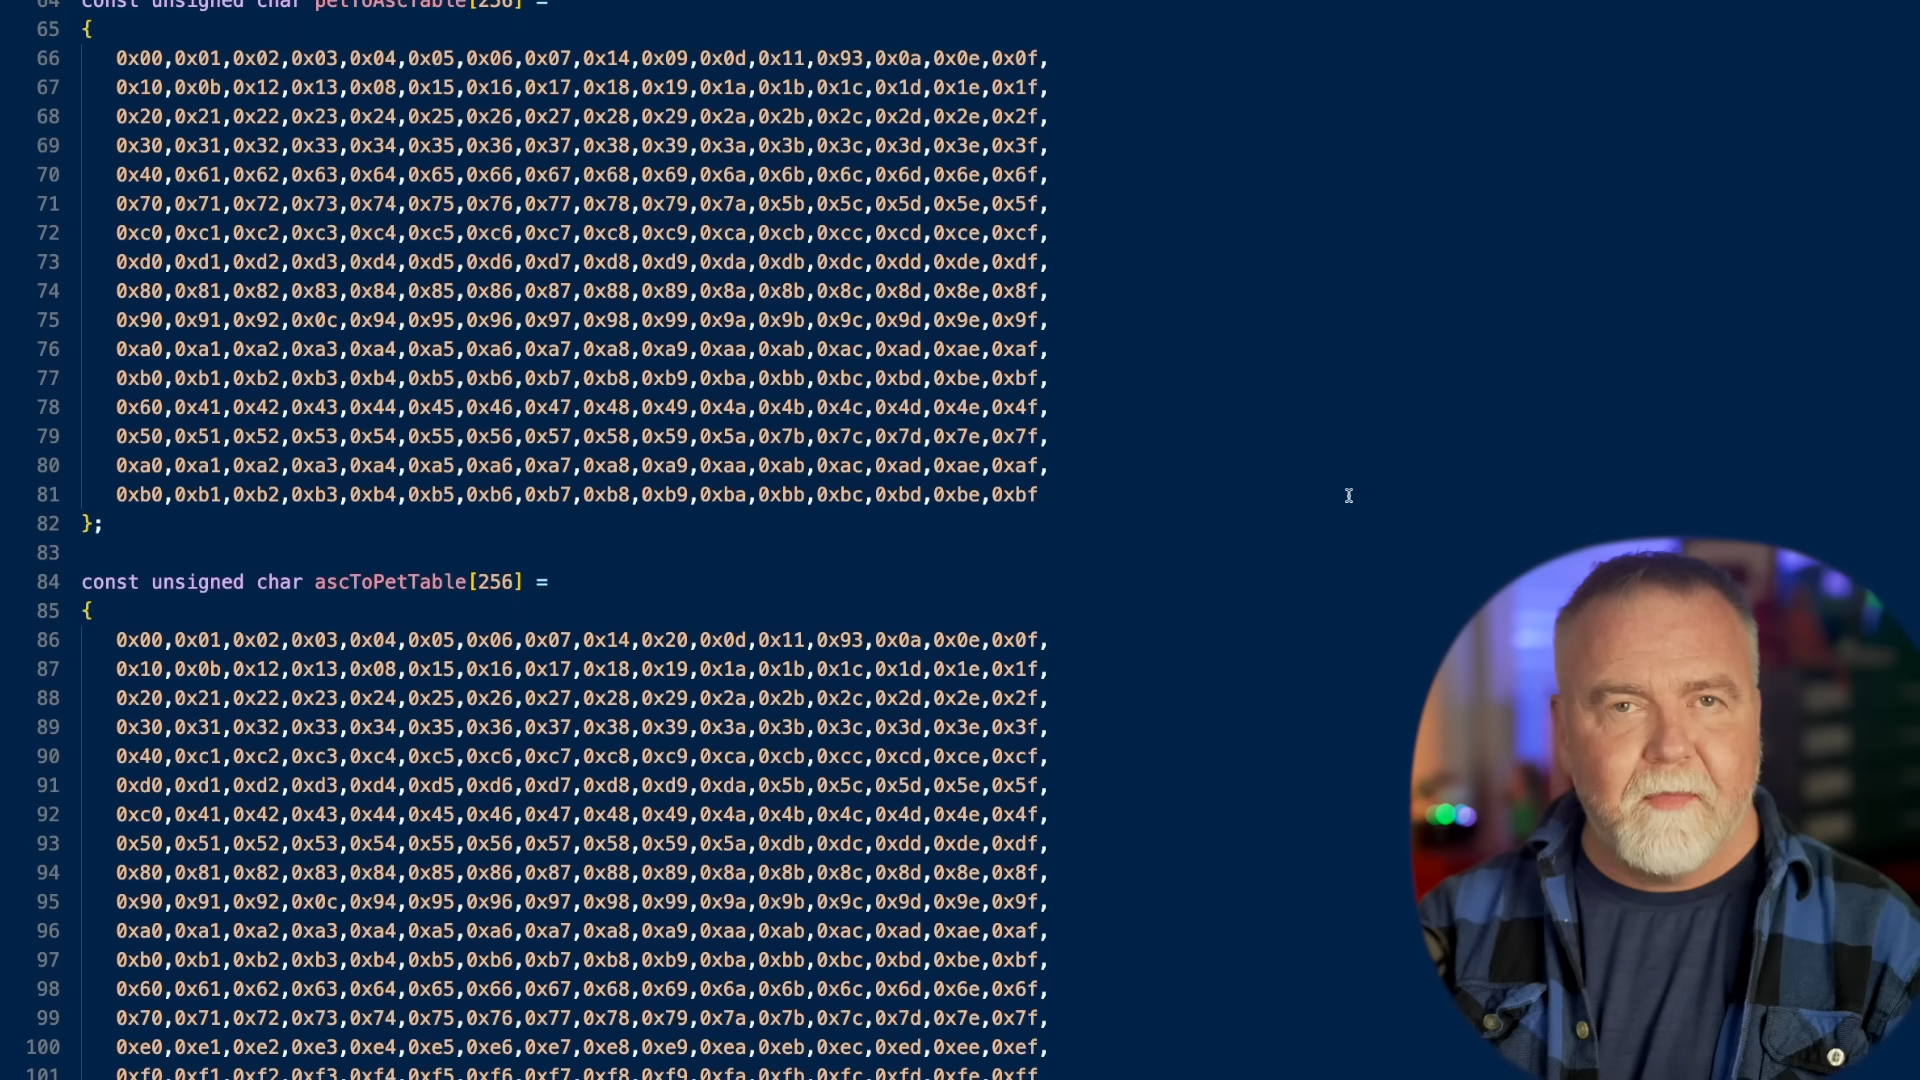 64 const unsigned char petToAscTable[256] =
65 {
66 0x00,0x01,0x02,0x03,0x04,0x05,0x06,0x07,0x14,0x09,0x0d,0x11,0x93,0x0a,0x0e,0x0f,
67 0x10,0x0b,0x12,0x13,0x08,0x15,0x16,0x17,0x18,0x19,0x1a,0x1b,0x1c,0x1d,0x1e,0x1f,
68 0x20,0x21,0x22,0x23,0x24,0x25,0x26,0x27,0x28,0x29,0x2a,0x2b,0x2c,0x2d,0x2e,0x2f,
69 0x30,0x31,0x32,0x33,0x34,0x35,0x36,0x37,0x38,0x39,0x3a,0x3b,0x3c,0x3d,0x3e,0x3f,
70 0x40,0x61,0x62,0x63,0x64,0x65,0x66,0x67,0x68,0x69,0x6a,0x6b,0x6c,0x6d,0x6e,0x6f,
71 0x70,0x71,0x72,0x73,0x74,0x75,0x76,0x77,0x78,0x79,0x7a,0x5b,0x5c,0x5d,0x5e,0x5f,
72 0xc0,0xc1,0xc2,0xc3,0xc4,0xc5,0xc6,0xc7,0xc8,0xc9,0xca,0xcb,0xcc,0xcd,0xce,0xcf,
73 0xd0,0xd1,0xd2,0xd3,0xd4,0xd5,0xd6,0xd7,0xd8,0xd9,0xda,0xdb,0xdc,0xdd,0xde,0xdf,
74 0x80,0x81,0x82,0x83,0x84,0x85,0x86,0x87,0x88,0x89,0x8a,0x8b,0x8c,0x8d,0x8e,0x8f,
75 0x90,0x91,0x92,0x0c,0x94,0x95,0x96,0x97,0x98,0x99,0x9a,0x9b,0x9c,0x9d,0x9e,0x9f,
76 0xa0,0xa1,0xa2,0xa3,0xa4,0xa5,0xa6,0xa7,0xa8,0xa9,0xaa,0xab,0xac,0xad,0xae,0xaf,
77 0xb0,0xb1,0xb2,0xb3,0xb4,0xb5,0xb6,0xb7,0xb8,0xb9,0xba,0xbb,0xbc,0xbd,0xbe,0xbf,
78 0x60,0x41,0x42,0x43,0x44,0x45,0x46,0x47,0x48,0x49,0x4a,0x4b,0x4c,0x4d,0x4e,0x4f,
79 0x50,0x51,0x52,0x53,0x54,0x55,0x56,0x57,0x58,0x59,0x5a,0x7b,0x7c,0x7d,0x7e,0x7f,
80 0xa0,0xa1,0xa2,0xa3,0xa4,0xa5,0xa6,0xa7,0xa8,0xa9,0xaa,0xab,0xac,0xad,0xae,0xaf,
81 0xb0,0xb1,0xb2,0xb3,0xb4,0xb5,0xb6,0xb7,0xb8,0xb9,0xba,0xbb,0xbc,0xbd,0xbe,0xbf
82 };
83
84 const unsigned char ascToPetTable[256] =
85 {
86 0x00,0x01,0x02,0x03,0x04,0x05,0x06,0x07,0x14,0x20,0x0d,0x11,0x93,0x0a,0x0e,0x0f,
87 0x10,0x0b,0x12,0x13,0x08,0x15,0x16,0x17,0x18,0x19,0x1a,0x1b,0x1c,0x1d,0x1e,0x1f,
88 0x20,0x21,0x22,0x23,0x24,0x25,0x26,0x27,0x28,0x29,0x2a,0x2b,0x2c,0x2d,0x2e,0x2f,
89 0x30,0x31,0x32,0x33,0x34,0x35,0x36,0x37,0x38,0x39,0x3a,0x3b,0x3c,0x3d,0x3e,0x3f,
90 0x40,0xc1,0xc2,0xc3,0xc4,0xc5,0xc6,0xc7,0xc8,0xc9,0xca,0xcb,0xcc,0xcd,0xce,0xcf,
91 0xd0,0xd1,0xd2,0xd3,0xd4,0xd5,0xd6,0xd7,0xd8,0xd9,0xda,0x5b,0x5c,0x5d,0x5e,0x5f,
92 0xc0,0x41,0x42,0x43,0x44,0x45,0x46,0x47,0x48,0x49,0x4a,0x4b,0x4c,0x4d,0x4e,0x4f,
93 0x50,0x51,0x52,0x53,0x54,0x55,0x56,0x57,0x58,0x59,0x5a,0xdb,0xdc,0xdd,0xde,0xdf,
94 0x80,0x81,0x82,0x83,0x84,0x85,0x86,0x87,0x88,0x89,0x8a,0x8b,0x8c,0x8d,0x8e,0x8f,
95 0x90,0x91,0x92,0x0c,0x94,0x95,0x96,0x97,0x98,0x99,0x9a,0x9b,0x9c,0x9d,0x9e,0x9f,
96 0xa0,0xa1,0xa2,0xa3,0xa4,0xa5,0xa6,0xa7,0xa8,0xa9,0xaa,0xab,0xac,0xad,0xae,0xaf,
97 0xb0,0xb1,0xb2,0xb3,0xb4,0xb5,0xb6,0xb7,0xb8,0xb9,0xba,0xbb,0xbc,0xbd,0xbe,0xbf,
98 0x60,0x61,0x62,0x63,0x64,0x65,0x66,0x67,0x68,0x69,0x6a,0x6b,0x6c,0x6d,0x6e,0x6f,
99 0x70,0x71,0x72,0x73,0x74,0x75,0x76,0x77,0x78,0x79,0x7a,0x7b,0x7c,0x7d,0x7e,0x7f,
100 0xe0,0xe1,0xe2,0xe3,0xe4,0xe5,0xe6,0xe7,0xe8,0xe9,0xea,0xeb,0xec,0xed,0xee,0xef,
101 0xf0,0xf1,0xf2,0xf3,0xf4,0xf5,0xf6,0xf7,0xf8,0xf9,0xfa,0xfb,0xfc,0xfd,0xfe,0xff